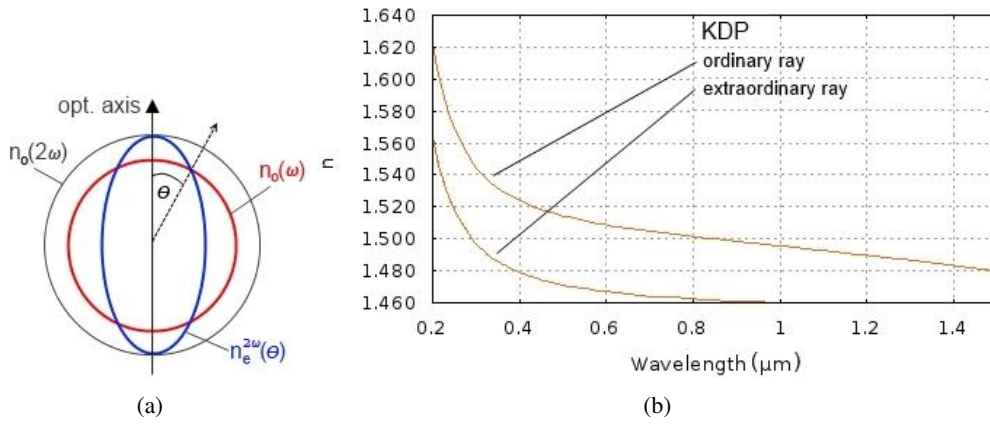 opt. axis
n₀(2ω)
n₀(ω)
θ
nₑ²ω(θ)
(a)
KDP
ordinary ray
extraordinary ray
n
1.640
1.620
1.600
1.580
1.560
1.540
1.520
1.500
1.480
1.460
0.2 0.4 0.6 0.8 1 1.2 1.4
Wavelength (μm)
(b)